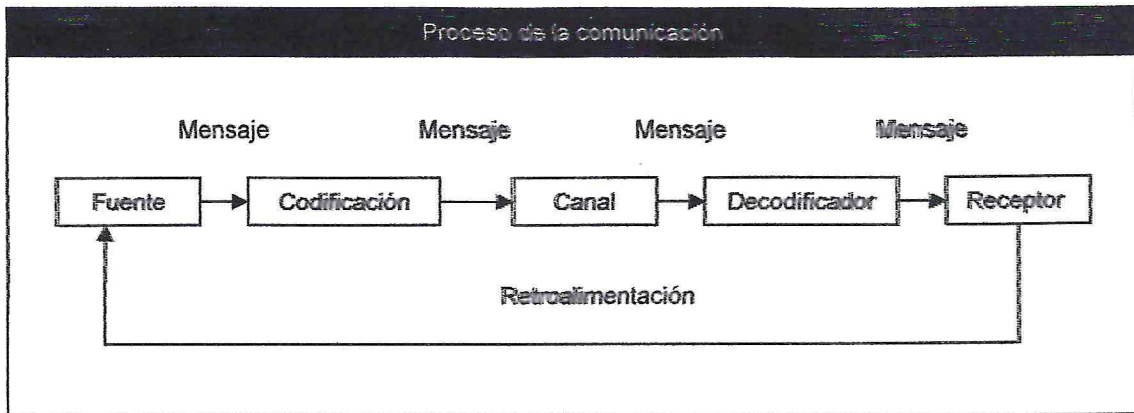 Proceso de la comunicación
Mensaje Mensaje Mensaje Mensaje
Fuente Codificación Canal Decodificador Receptor
Retroalimentación